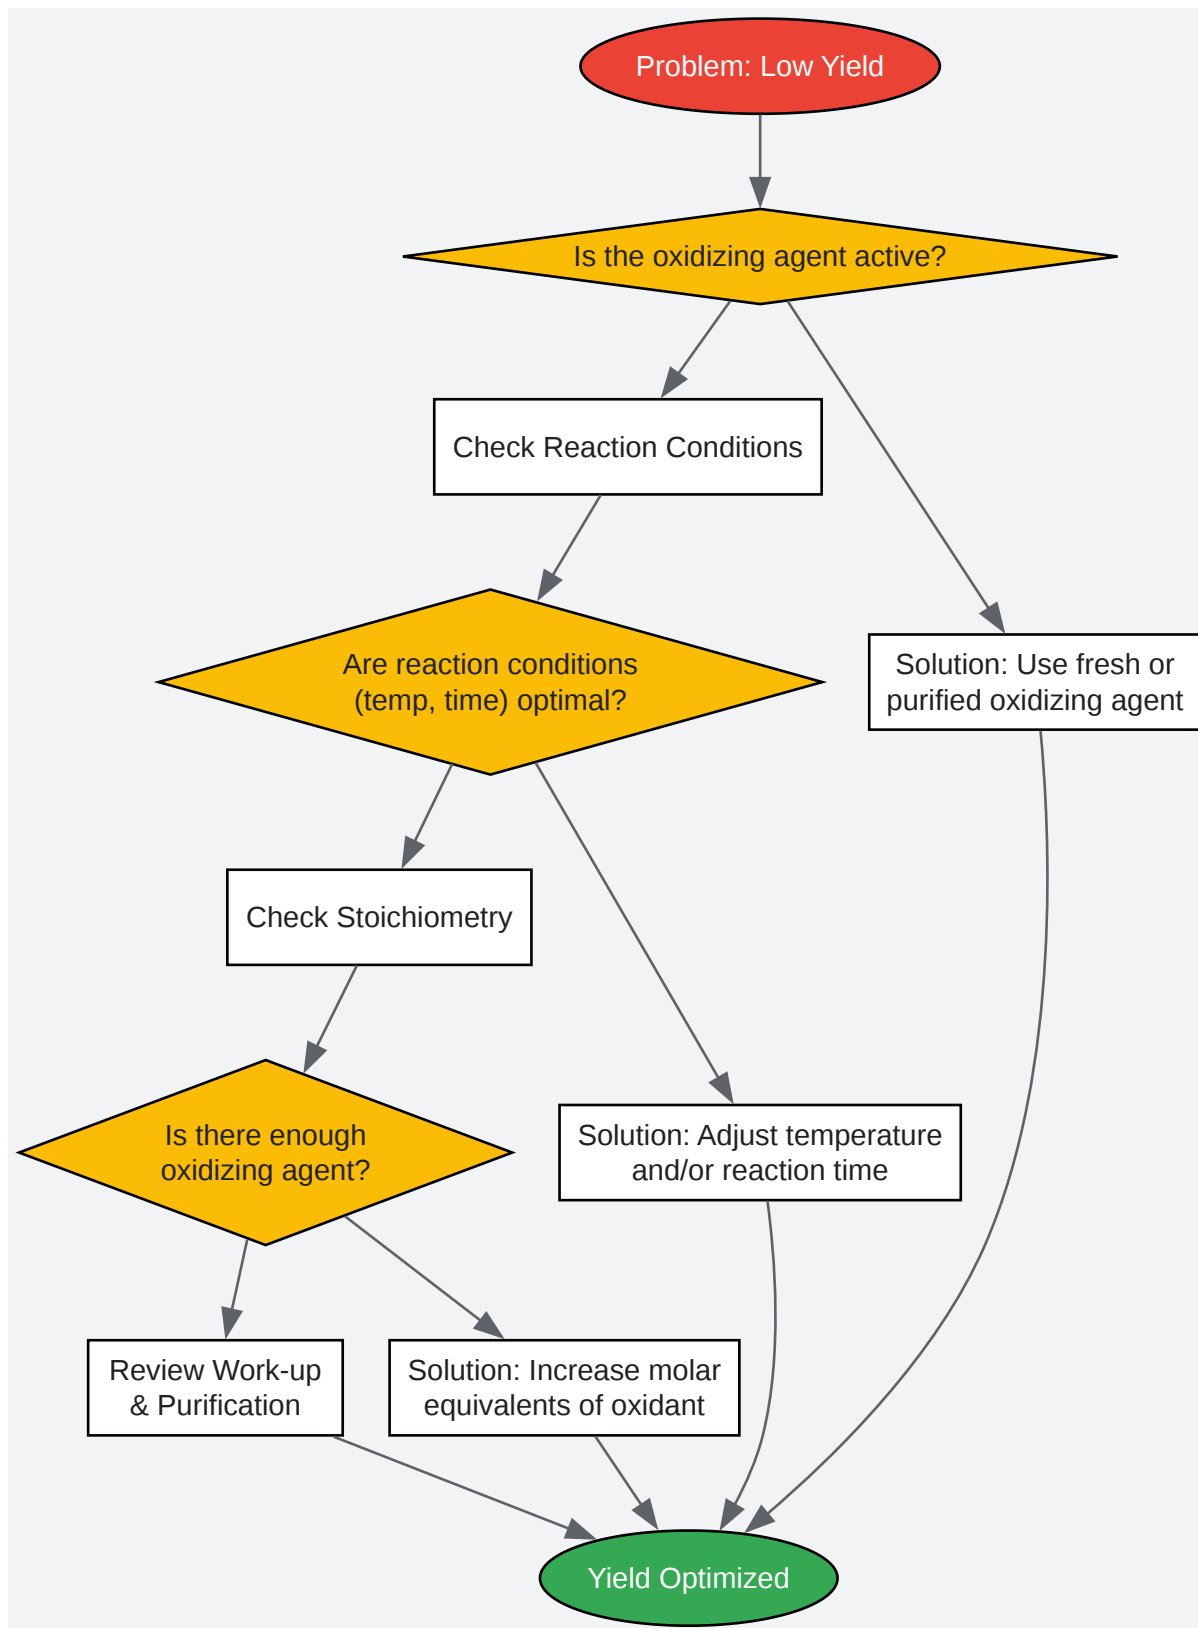 Problem: Low Yield
Is the oxidizing agent active?
Check Reaction Conditions
Are reaction conditions
(temp, time) optimal?
Solution: Use fresh or
purified oxidizing agent
Check Stoichiometry
Is there enough
oxidizing agent?
Solution: Adjust temperature
and/or reaction time
Review Work-up
& Purification
Solution: Increase molar
equivalents of oxidant
Yield Optimized